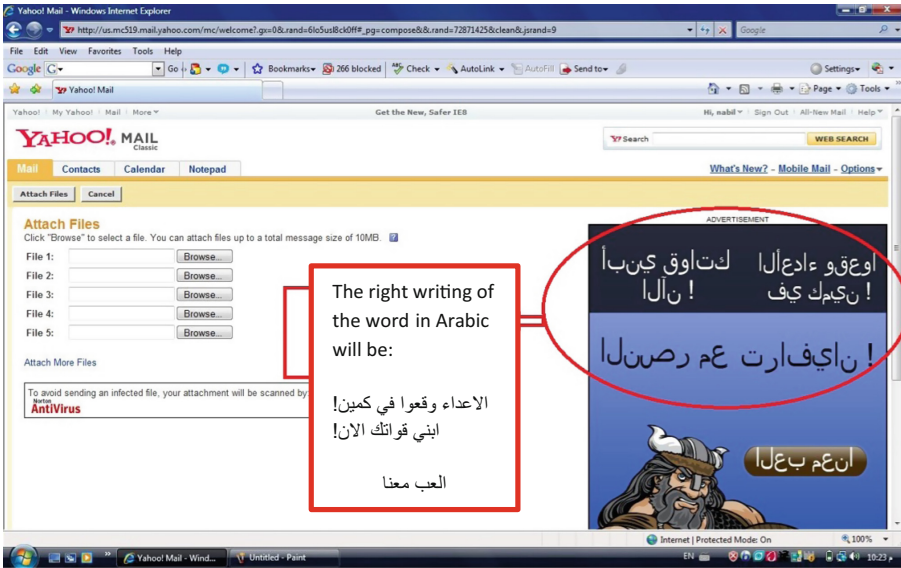 Yahoo! Mail - Windows Internet Explorer
http://us.mc519.mail.yahoo.com/mc/welcome?.gx=0&.rand=6lo5usl8ck0ff#_pg=compose&&.rand=72871425&clean&.jsrand=9
Google
File Edit View Favorites Tools Help
Google G Go Bookmarks 266 blocked Check AutoLink AutoFill Send to Settings
Yahoo! Mail Page Tools
Yahoo! My Yahoo! Mail More Get the New, Safer IE8 Hi, nabil Sign Out All-New Mail Help
YAHOO! MAIL
Classic
Y! Search WEB SEARCH
Mail Contacts Calendar Notepad What's New? - Mobile Mail - Options
Attach Files Cancel
Attach Files
Click "Browse" to select a file. You can attach files up to a total message size of 10MB.
File 1: Browse...
File 2: Browse...
File 3: Browse...
File 4: Browse...
File 5: Browse...
Attach More Files
To avoid sending an infected file, your attachment will be scanned by
Norton
AntiVirus
The right writing of
the word in Arabic
will be:
الاعداء وقعوا في كمين!
ابني قواتك الان!
العب معنا
ADVERTISEMENT
اوعقو ءادعألا
! نيمك يف
كتاوق ينبأ
! نآلا
! نايفارت عم رصنلا
انعم بعلا
Internet | Protected Mode: On 100%
Yahoo! Mail - Wind... Untitled - Paint EN 10:23